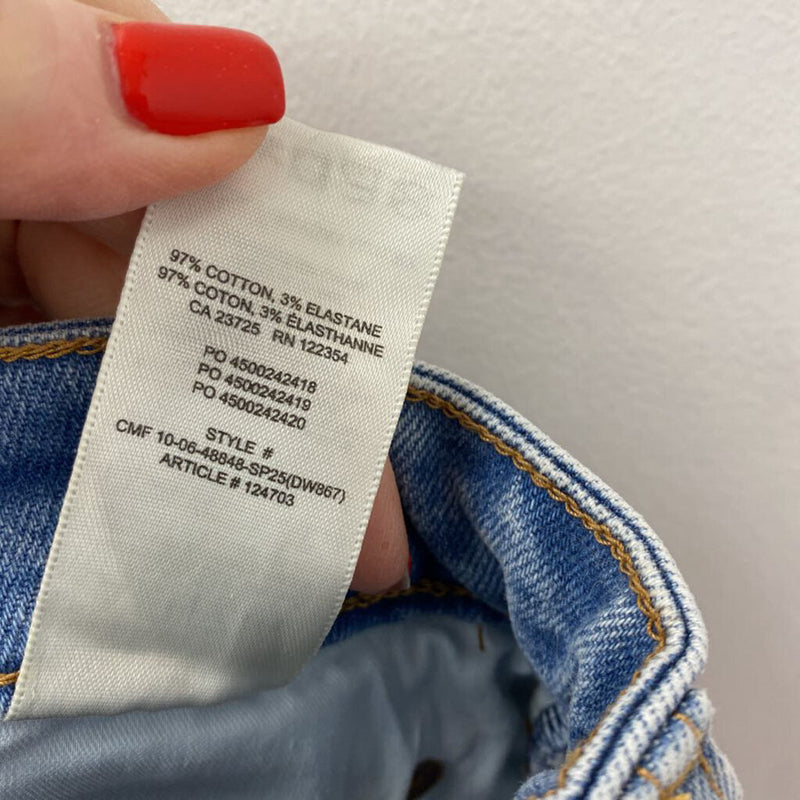 97% COTTON, 3% ELASTANE
97% COTON, 3% ÉLASTHANNE
CA 23725 RN 122354
PO 4500242418
PO 4500242419
PO 4500242420
STYLE #
CMF 10-06-48848-SP25(DW867)
ARTICLE # 124703